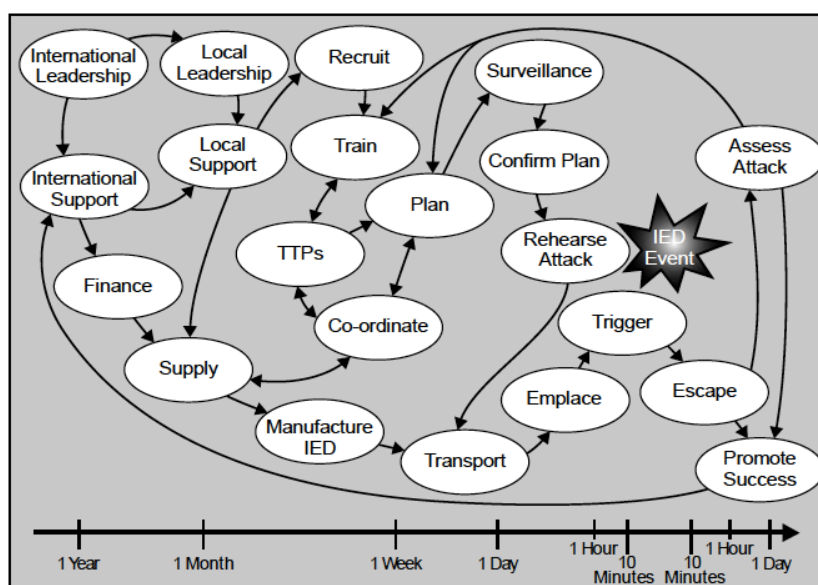 International
Leadership
Local
Leadership
Recruit
Surveillance
Local
Support
Train
Confirm Plan
Assess
Attack
International
Support
Plan
Rehearse
Attack
IED
Event
TTPs
Finance
Co-ordinate
Trigger
Supply
Emplace
Escape
Manufacture
IED
Transport
Promote
Success
1 Year
1 Month
1 Week
1 Day
1 Hour
10
Minutes
10
Minutes
1 Hour
1 Day